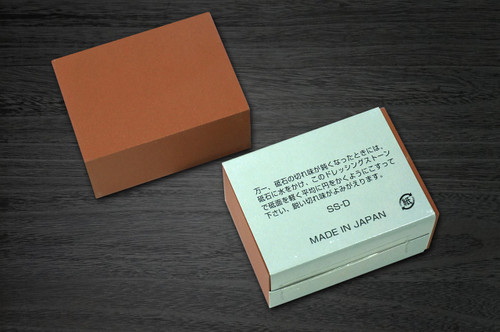 万一、砥石の切れ味が鈍くなったときには、
砥石に水をかけ、このドレッシングストーン
で砥面を軽く平均に円をかくようにこすって
下さい、鋭い切れ味がよみがえります。
SS-D
紙
MADE IN JAPAN